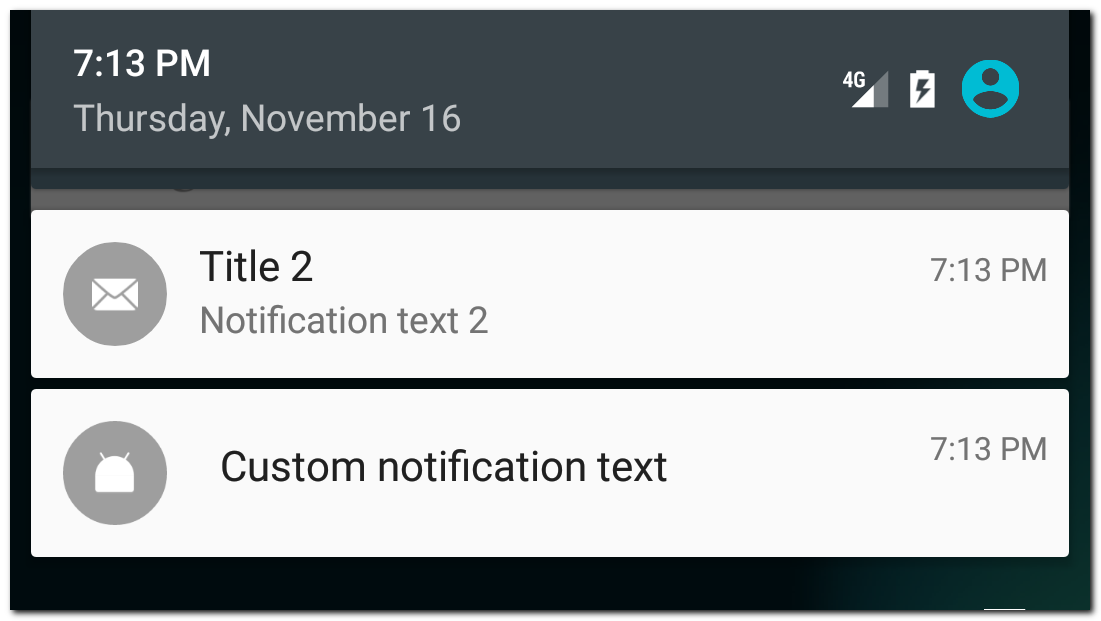 7:13 PM
4G
Thursday, November 16
Title 2
7:13 PM
Notification text 2
Custom notification text
7:13 PM